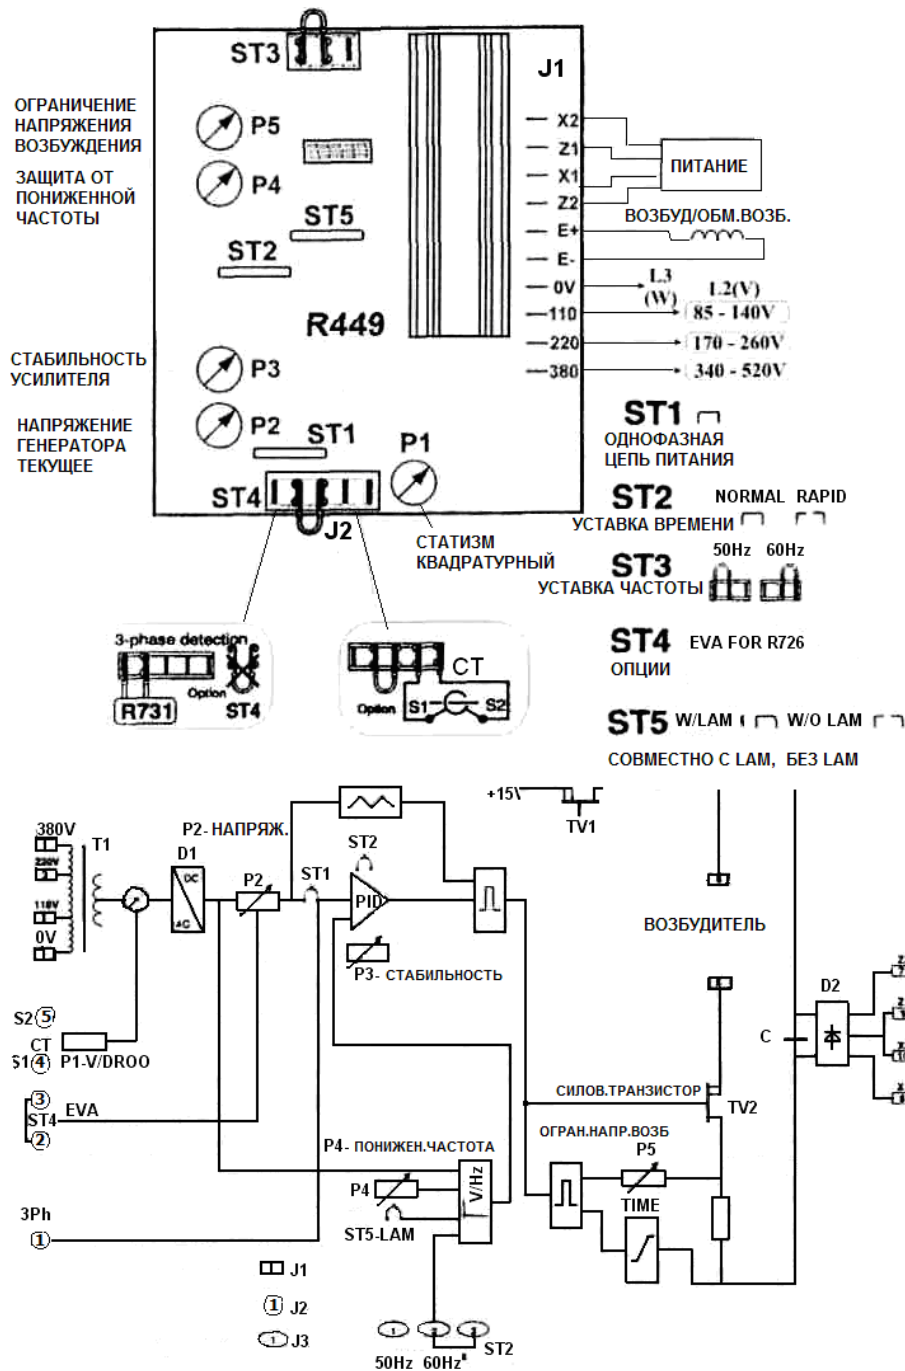 ST3
J1
ОГРАНИЧЕНИЕ
НАПРЯЖЕНИЯ
ВОЗБУЖДЕНИЯ
P5
X2
Z1
ПИТАНИЕ
ЗАЩИТА ОТ
ПОНИЖЕННОЙ
ЧАСТОТЫ
P4
X1
Z2
ST5
ВОЗБУД/ОБМ.ВОЗБ.
E+
ST2
E-
0V
L3
(W)
L2(V)
R449
110
85 - 140V
220
170 - 260V
380
340 - 520V
СТАБИЛЬНОСТЬ
УСИЛИТЕЛЯ
P3
НАПРЯЖЕНИЕ
ГЕНЕРАТОРА
ТЕКУЩЕЕ
P2
ST1
P1
ST4
J2
СТАТИЗМ
КВАДРАТУРНЫЙ
ST1
ОДНОФАЗНАЯ
ЦЕПЬ ПИТАНИЯ
ST2 NORMAL RAPID
УСТАВКА ВРЕМЕНИ
50Hz 60Hz
ST3
УСТАВКА ЧАСТОТЫ
ST4 EVA FOR R726
ОПЦИИ
ST5 W/LAM W/O LAM
СОВМЕСТНО С LAM, БЕЗ LAM
3-phase detection
Option
R731
ST4
CT
Option
S1
S2
+15\
TV1
380V
T1
P2- НАПРЯЖ.
230V
D1
ST2
ST1
DC
P2
110V
AC
PID
0V
ВОЗБУДИТЕЛЬ
P3- СТАБИЛЬНОСТЬ
D2
S2 5
CT
P1-V/DROO
S1 4
C
3
ST4 EVA
2
СИЛОВ.ТРАНЗИСТОР
TV2
P4- ПОНИЖЕН.ЧАСТОТА
ОГРАН.НАПР.ВОЗБ
P5
P4
V/Hz
ST5-LAM
TIME
3Ph
1
J1
1 J2
1 J3
1
ST2
50Hz 60Hz